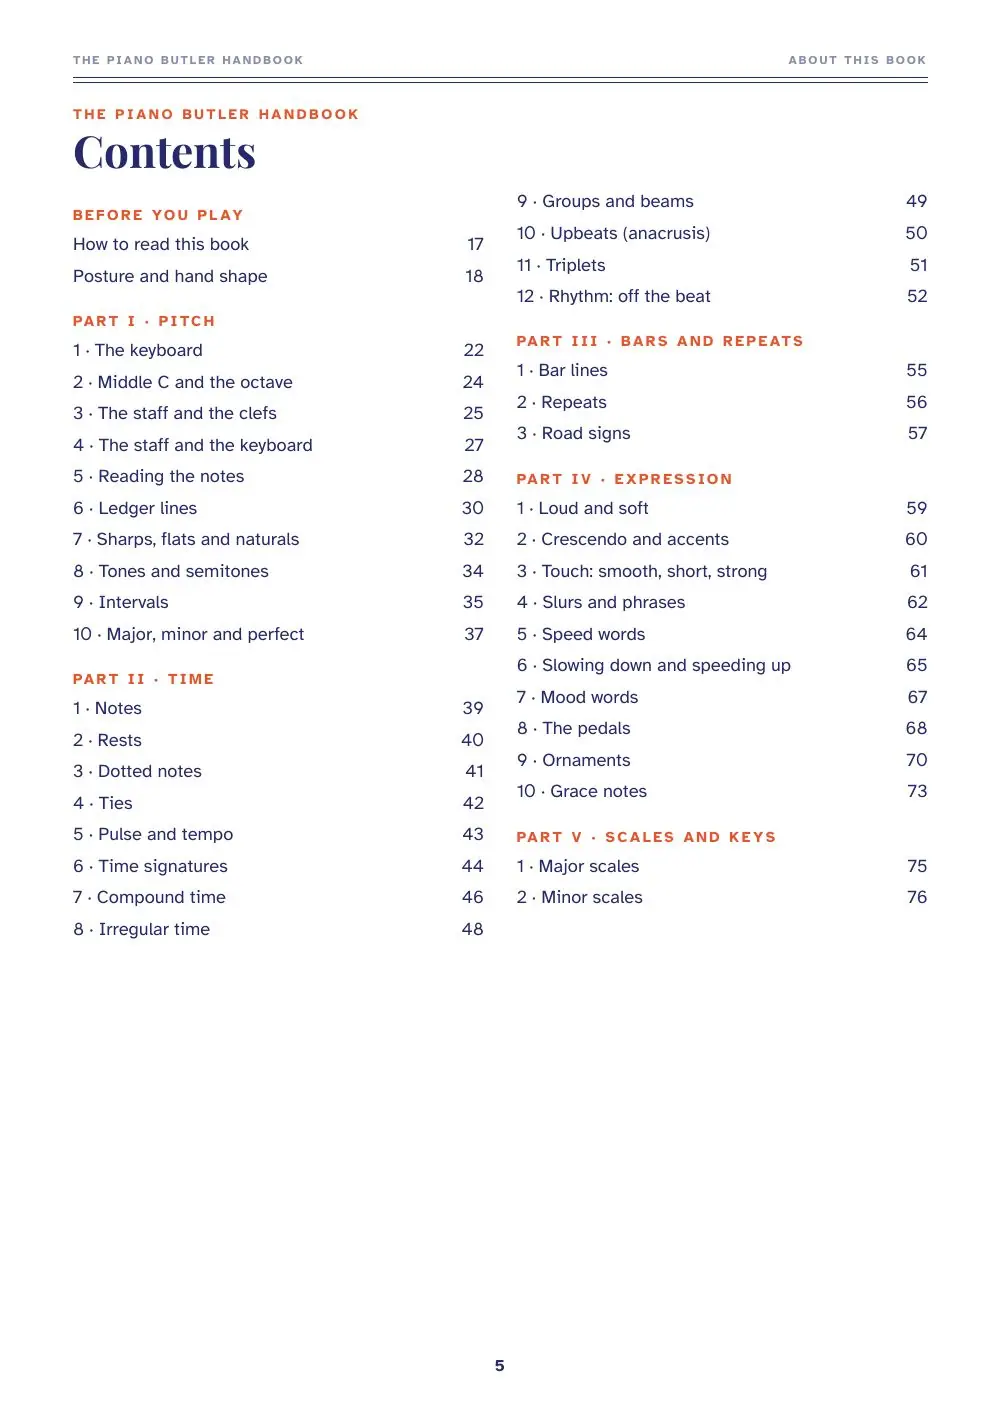 THE PIANO BUTLER HANDBOOK ABOUT THIS BOOK
THE PIANO BUTLER HANDBOOK
Contents
BEFORE YOU PLAY
How to read this book 17
Posture and hand shape 18
PART I · PITCH
1 · The keyboard 22
2 · Middle C and the octave 24
3 · The staff and the clefs 25
4 · The staff and the keyboard 27
5 · Reading the notes 28
6 · Ledger lines 30
7 · Sharps, flats and naturals 32
8 · Tones and semitones 34
9 · Intervals 35
10 · Major, minor and perfect 37
PART II · TIME
1 · Notes 39
2 · Rests 40
3 · Dotted notes 41
4 · Ties 42
5 · Pulse and tempo 43
6 · Time signatures 44
7 · Compound time 46
8 · Irregular time 48
9 · Groups and beams 49
10 · Upbeats (anacrusis) 50
11 · Triplets 51
12 · Rhythm: off the beat 52
PART III · BARS AND REPEATS
1 · Bar lines 55
2 · Repeats 56
3 · Road signs 57
PART IV · EXPRESSION
1 · Loud and soft 59
2 · Crescendo and accents 60
3 · Touch: smooth, short, strong 61
4 · Slurs and phrases 62
5 · Speed words 64
6 · Slowing down and speeding up 65
7 · Mood words 67
8 · The pedals 68
9 · Ornaments 70
10 · Grace notes 73
PART V · SCALES AND KEYS
1 · Major scales 75
2 · Minor scales 76
5